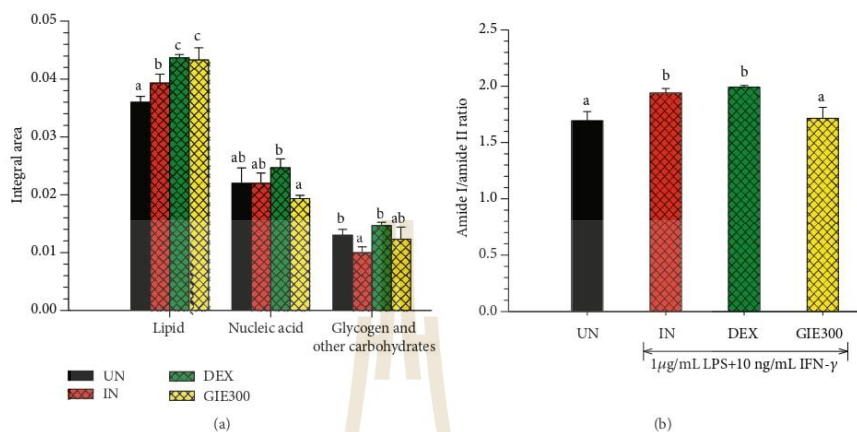 0.05
0.04
0.03
0.02
0.01
0.00
Integral area
a
b
c
c
ab
ab
b
a
b
a
b
ab
Lipid
Nucleic acid
Glycogen and
other carbohydrates
UN
IN
DEX
GIE300
(a)
2.5
2.0
1.5
1.0
0.5
0.0
Amide I/amide II ratio
a
b
b
a
UN
IN
DEX
GIE300
1μg/mL LPS+10 ng/mL IFN-γ
(b)